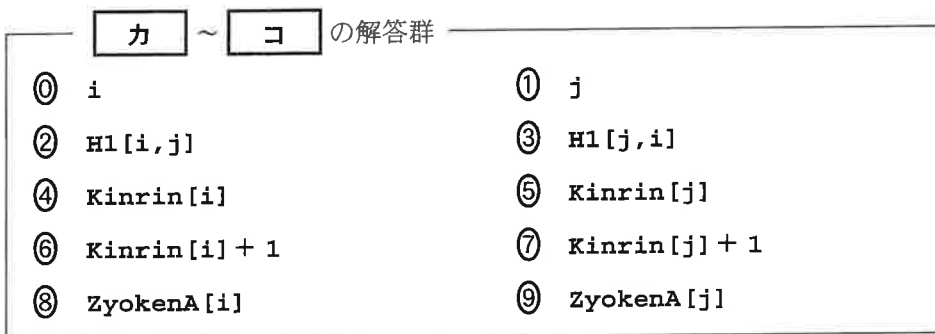 カ ~ コ の解答群
⓪ i ① j
② H1[i,j] ③ H1[j,i]
④ Kinrin[i] ⑤ Kinrin[j]
⑥ Kinrin[i]+1 ⑦ Kinrin[j]+1
⑧ ZyokenA[i] ⑨ ZyokenA[j]